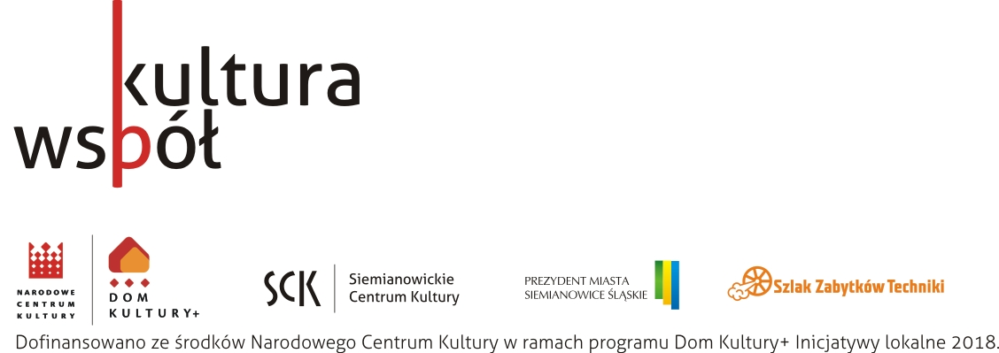 kultura
współ
NARODOWE
CENTRUM
KULTURY
DOM
KULTURY+
SCK
Siemianowickie
Centrum Kultury
PREZYDENT MIASTA
SIEMIANOWICE ŚLĄSKIE
Szlak Zabytków Techniki
Dofinansowano ze środków Narodowego Centrum Kultury w ramach programu Dom Kultury+ Inicjatywy lokalne 2018.